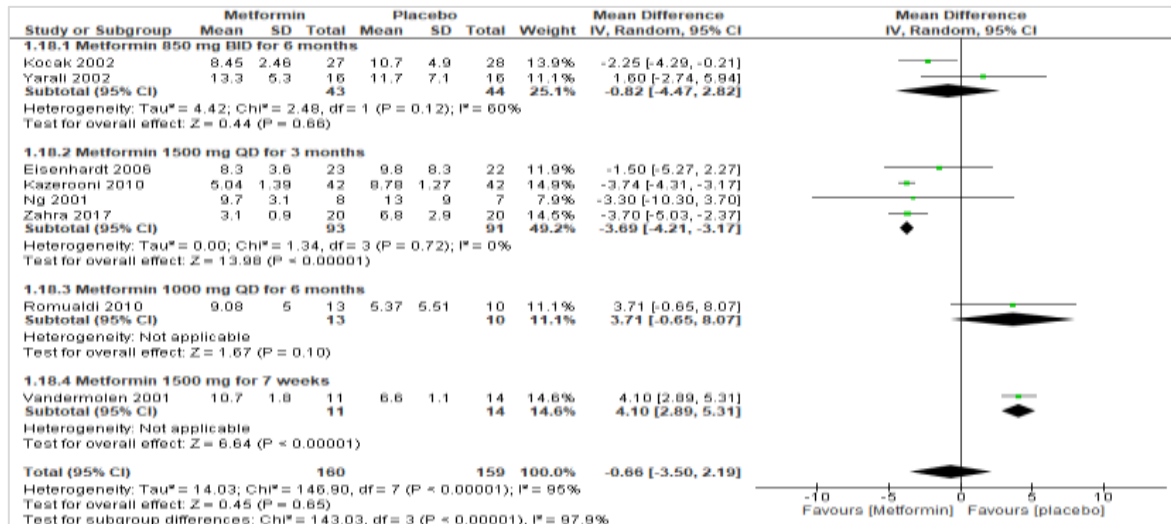 Metformin Placebo Mean Difference Mean Difference
Study or Subgroup Mean SD Total Mean SD Total Weight IV, Random, 95% CI IV, Random, 95% CI
1.18.1 Metformin 850 mg BID for 6 months
Kocak 2002 8.45 2.46 27 10.7 4.9 28 13.9% -2.25 [-4.29, -0.21]
Yarali 2002 13.3 5.3 16 11.7 7.1 16 11.1% 1.60 [-2.74, 5.94]
Subtotal (95% CI) 43 44 25.1% -0.82 [-4.47, 2.82]
Heterogeneity: Tau² = 4.42; Chi² = 2.48, df = 1 (P = 0.12); I² = 60%
Test for overall effect: Z = 0.44 (P = 0.66)
1.18.2 Metformin 1500 mg QD for 3 months
Eisenhardt 2006 8.3 3.6 23 9.8 8.3 22 11.9% -1.50 [-5.27, 2.27]
Kazerooni 2010 5.04 1.39 42 8.78 1.27 42 14.9% -3.74 [-4.31, -3.17]
Ng 2001 9.7 3.1 8 13 9 7 7.9% -3.30 [-10.30, 3.70]
Zahra 2017 3.1 0.9 20 6.8 2.9 20 14.5% -3.70 [-5.03, -2.37]
Subtotal (95% CI) 93 91 49.2% -3.69 [-4.21, -3.17]
Heterogeneity: Tau² = 0.00; Chi² = 1.34, df = 3 (P = 0.72); I² = 0%
Test for overall effect: Z = 13.98 (P < 0.00001)
1.18.3 Metformin 1000 mg QD for 6 months
Romualdi 2010 9.08 5 13 5.37 5.51 10 11.1% 3.71 [-0.65, 8.07]
Subtotal (95% CI) 13 10 11.1% 3.71 [-0.65, 8.07]
Heterogeneity: Not applicable
Test for overall effect: Z = 1.67 (P = 0.10)
1.18.4 Metformin 1500 mg for 7 weeks
Vandermolen 2001 10.7 1.8 11 6.6 1.1 14 14.6% 4.10 [2.89, 5.31]
Subtotal (95% CI) 11 14 14.6% 4.10 [2.89, 5.31]
Heterogeneity: Not applicable
Test for overall effect: Z = 6.64 (P < 0.00001)
Total (95% CI) 160 159 100.0% -0.66 [-3.50, 2.19]
Heterogeneity: Tau² = 14.03; Chi² = 146.90, df = 7 (P < 0.00001); I² = 95%
Test for overall effect: Z = 0.45 (P = 0.65)
Test for subgroup differences: Chi² = 143.03, df = 3 (P < 0.00001), I² = 97.9%
-10 -5 0 5 10
Favours [Metformin] Favours [placebo]